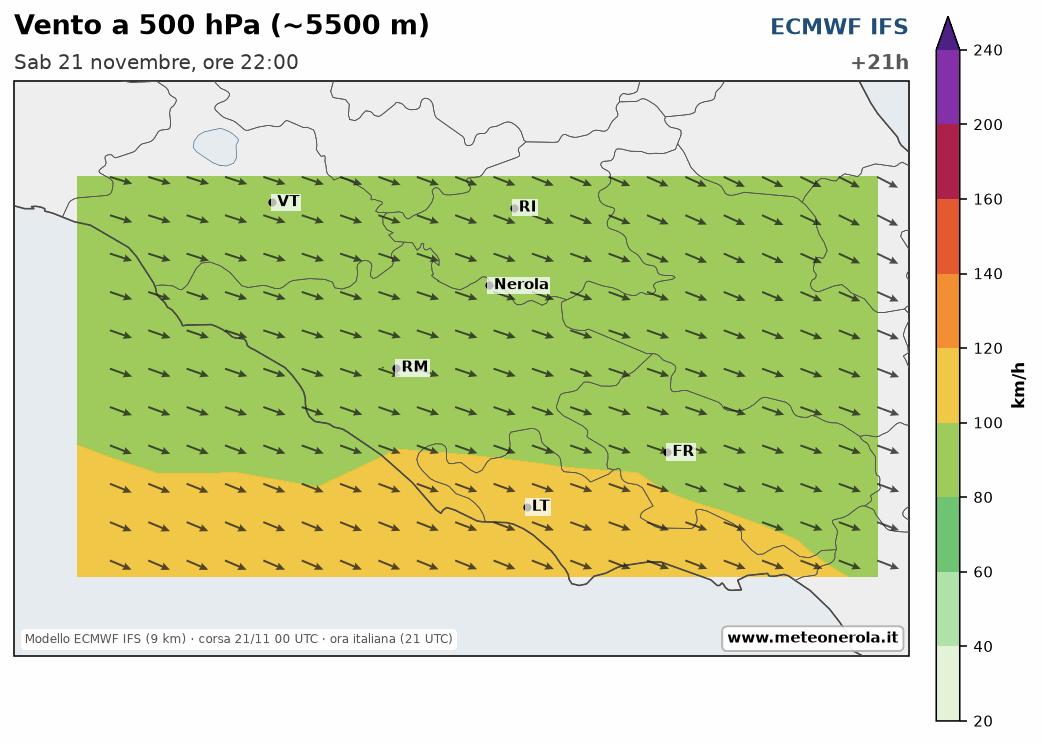 Vento a 500 hPa (~5500 m)
ECMWF IFS
Sab 21 novembre, ore 22:00
+21h
240
200
160
140
120
100
80
60
40
20
km/h
VT
RI
Nerola
RM
FR
LT
Modello ECMWF IFS (9 km) · corsa 21/11 00 UTC · ora italiana (21 UTC)
www.meteonerola.it